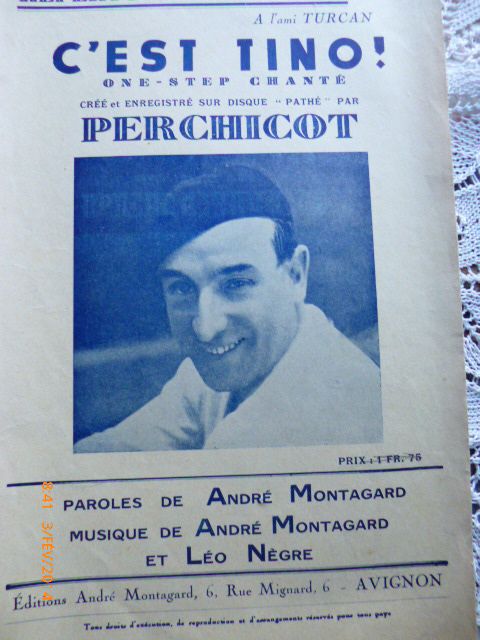 A l'ami TURCAN
C'EST TINO!
ONE-STEP CHANTÉ
CRÉÉ et ENREGISTRÉ SUR DISQUE "PATHÉ" PAR
PERCHICOT
PRIX : 1 FR. 75
PAROLES DE ANDRÉ MONTAGARD
MUSIQUE DE ANDRÉ MONTAGARD
ET LÉO NÈGRE
Éditions André Montagard, 6, Rue Mignard, 6 - AVIGNON
Tous droits d'exécution, de reproduction et d'arrangements réservés pour tous pays
8:41 3/FÉV/2014